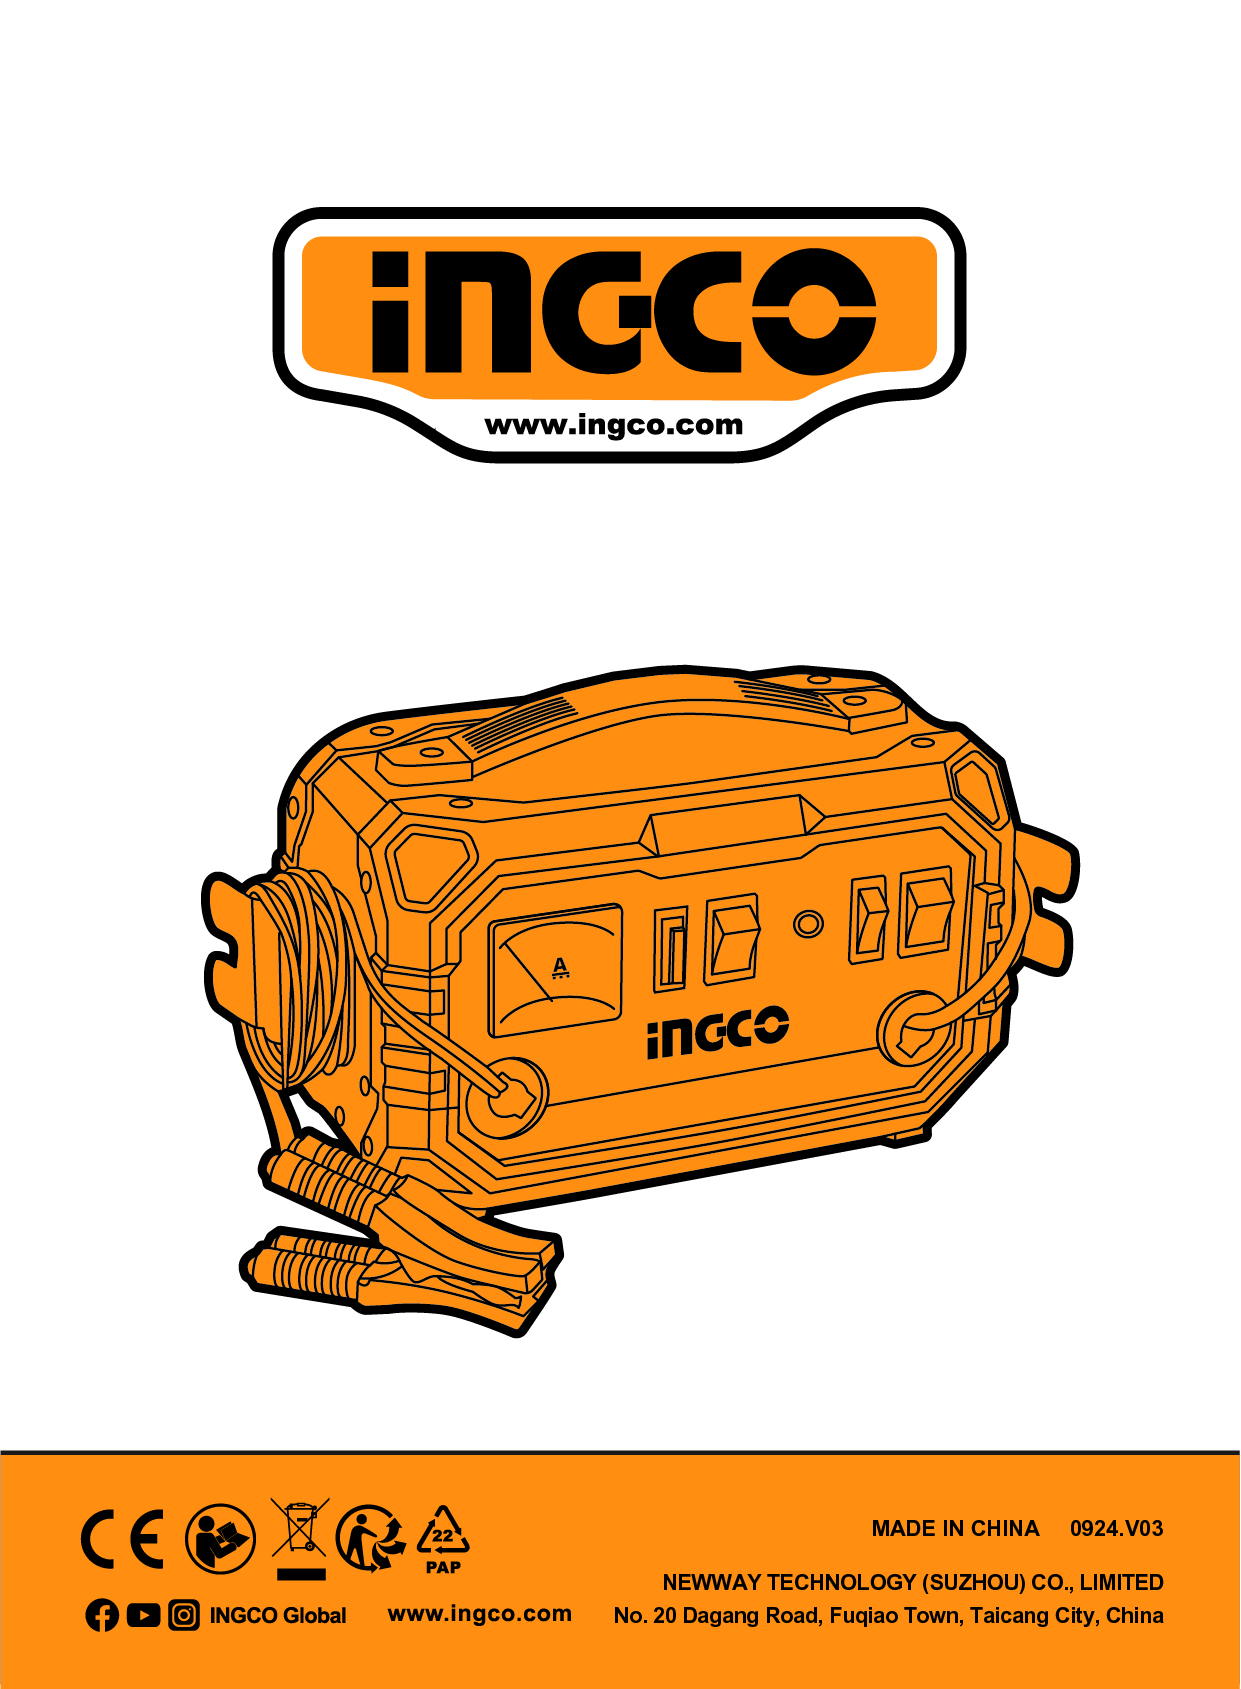 INGCO
www.ingco.com
A
INGCO
CE
22
PAP
MADE IN CHINA 0924.V03
NEWWAY TECHNOLOGY (SUZHOU) CO., LIMITED
INGCO Global www.ingco.com No. 20 Dagang Road, Fuqiao Town, Taicang City, China